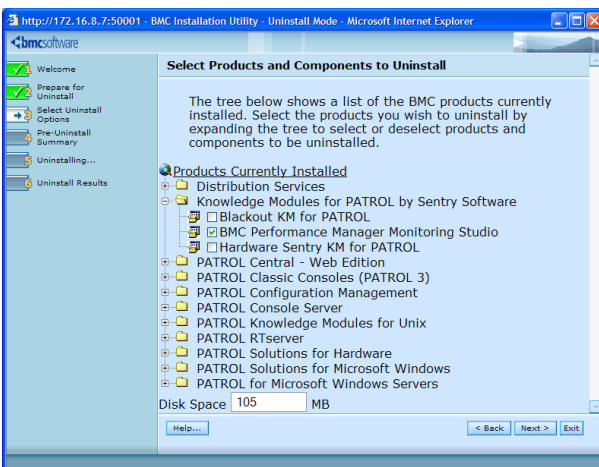 http://172.16.8.7:50001 - BMC Installation Utility - Uninstall Mode - Microsoft Internet Explorer
bmcsoftware
1 Welcome
2 Prepare for
Uninstall
3 Select Uninstall
Options
4 Pre-Uninstall
Summary
5 Uninstalling...
6 Uninstall Results
Select Products and Components to Uninstall
The tree below shows a list of the BMC products currently
installed. Select the products you wish to uninstall by
expanding the tree to select or deselect products and
components to be uninstalled.
Products Currently Installed
Distribution Services
Knowledge Modules for PATROL by Sentry Software
Blackout KM for PATROL
BMC Performance Manager Monitoring Studio
Hardware Sentry KM for PATROL
PATROL Central - Web Edition
PATROL Classic Consoles (PATROL 3)
PATROL Configuration Management
PATROL Console Server
PATROL Knowledge Modules for Unix
PATROL RTserver
PATROL Solutions for Hardware
PATROL Solutions for Microsoft Windows
PATROL for Microsoft Windows Servers
Disk Space 105 MB
Help... < Back Next > Exit